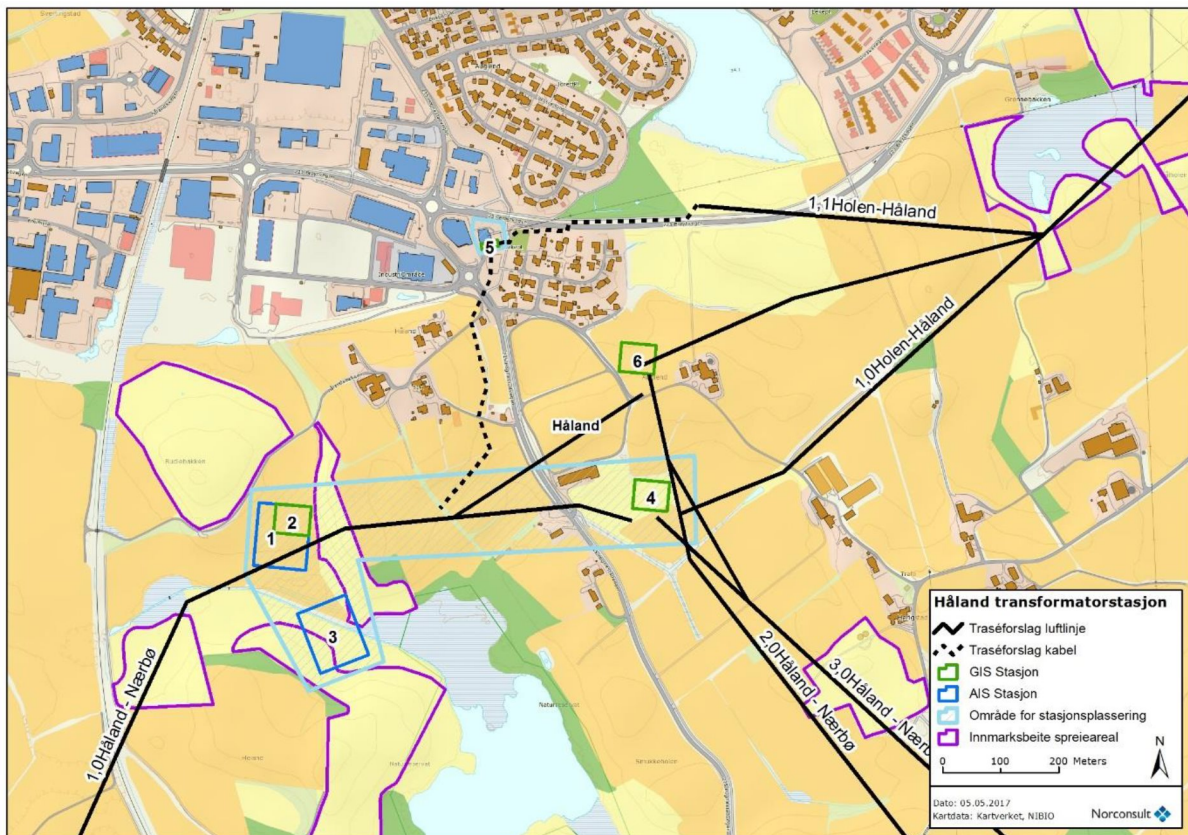 1,1Holen-Håland
5
6
1,0Holen-Håland
Håland
4
2
1
3
1,0Håland - Nærbø
2,0Håland - Nærbø
3,0Håland - Nærb
Naturreservat
Håland transformatorstasjon
Traséforslag luftlinje
Traséforslag kabel
GIS Stasjon
AIS Stasjon
Område for stasjonsplassering
Innmarksbeite spreieareal
N
0 100 200 Meters
Dato: 05.05.2017
Kartdata: Kartverket, NIBIO
Norconsult